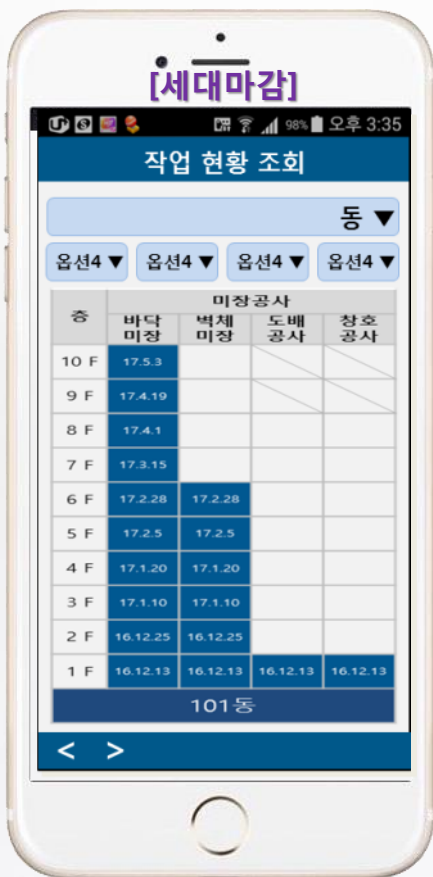 [세대마감]
98% 오후 3:35
작업 현황 조회
동 ▼
옵션4 ▼ 옵션4 ▼ 옵션4 ▼ 옵션4 ▼
층 미장공사
바닥 미장 벽체 미장 도배 공사 창호 공사
10 F 17.5.3
9 F 17.4.19
8 F 17.4.1
7 F 17.3.15
6 F 17.2.28 17.2.28
5 F 17.2.5 17.2.5
4 F 17.1.20 17.1.20
3 F 17.1.10 17.1.10
2 F 16.12.25 16.12.25
1 F 16.12.13 16.12.13 16.12.13 16.12.13
101동
< >